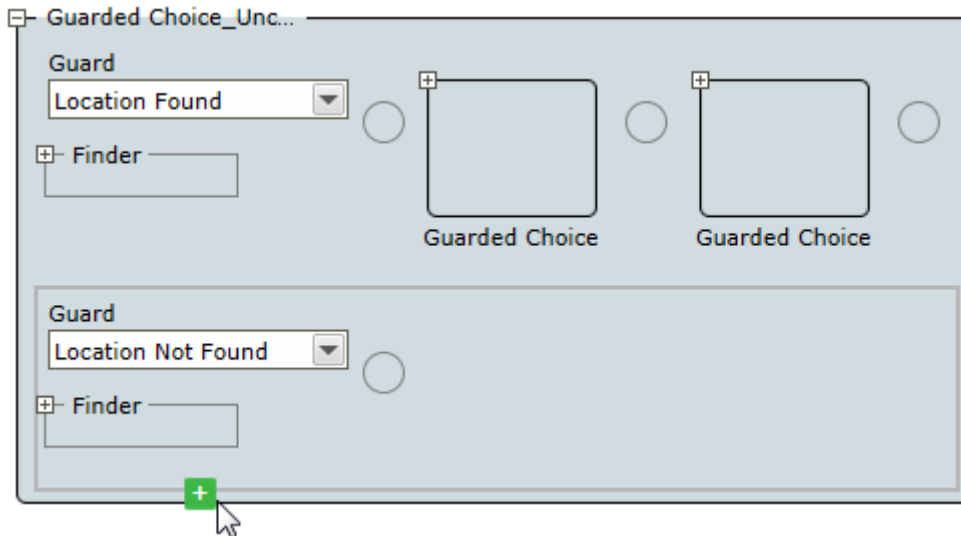 Guarded Choice_Unc...
Guard
Location Found
Finder
Guarded Choice
Guarded Choice
Guard
Location Not Found
Finder